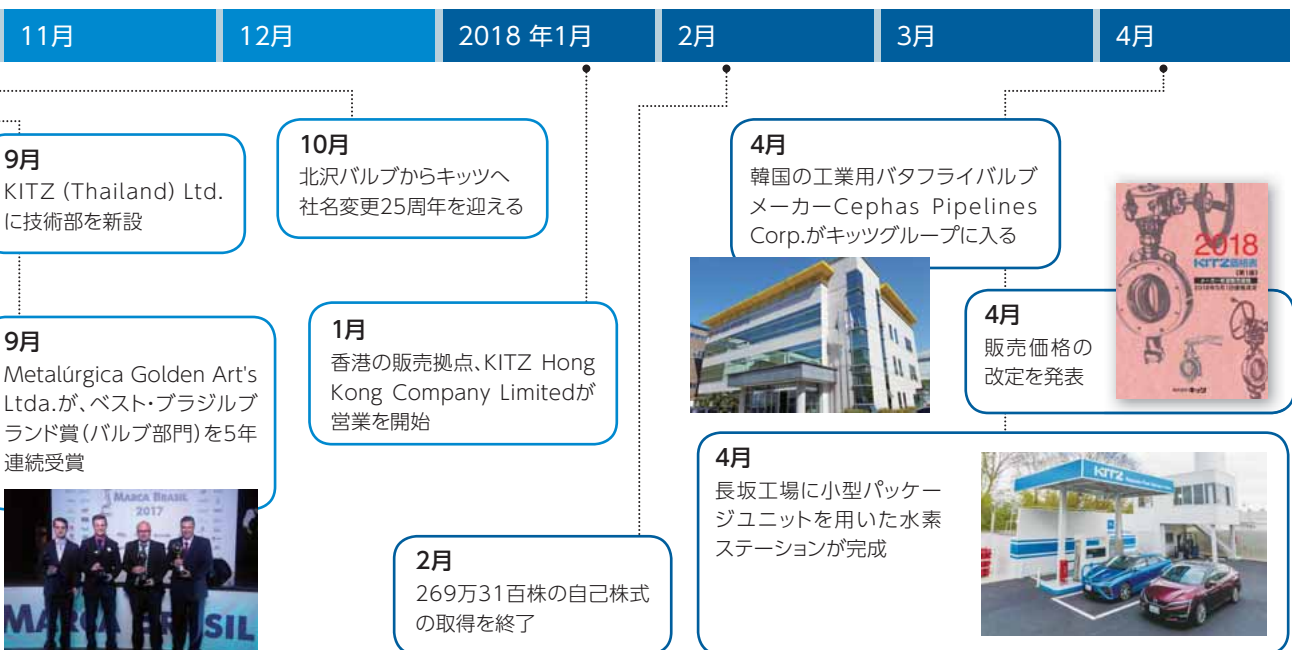 11月
12月
2018 年1月
2月
3月
4月
9月
KITZ (Thailand) Ltd.
に技術部を新設
9月
Metalúrgica Golden Art's
Ltda.が、ベスト・ブラジルブ
ランド賞(バルブ部門)を5年
連続受賞
MARCA BRASIL
2017
10月
北沢バルブからキッツへ
社名変更25周年を迎える
1月
香港の販売拠点、KITZ Hong
Kong Company Limitedが
営業を開始
2月
269万31百株の自己株式
の取得を終了
4月
韓国の工業用バタフライバルブ
メーカーCephas Pipelines
Corp.がキッツグループに入る
4月
販売価格の
改定を発表
2018
KITZ価格表
4月
長坂工場に小型パッケー
ジユニットを用いた水素
ステーションが完成
KITZ